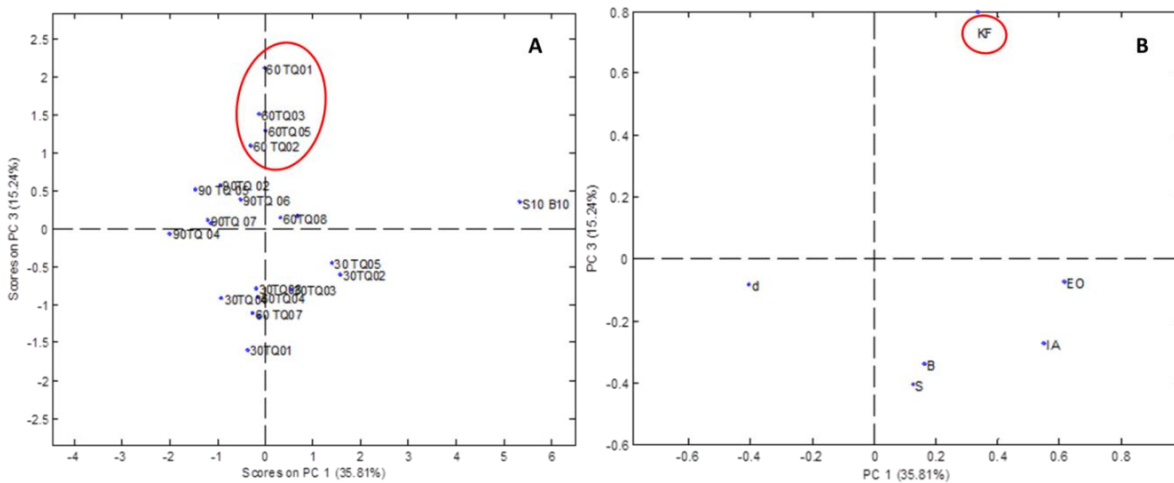 A
2.5
2
1.5
1
0.5
0
-0.5
-1
-1.5
-2
-2.5
Scores on PC 3 (15.24%)
60 TQ01
60TQ03
60TQ05
60 TQ02
90TQ 02
90 TQ 05
90TQ 06
90TQ 07
60TQ08
S10 B10
90TQ 04
30 TQ05
30TQ02
30TQ03
60 TQ07
30TQ01
-4
-3
-2
-1
0
1
2
3
4
5
6
Scores on PC 1 (35.81%)
B
0.8
0.6
0.4
0.2
0
-0.2
-0.4
-0.6
PC 3 (15.24%)
KF
d
EO
IA
B
S
-0.6
-0.4
-0.2
0
0.2
0.4
0.6
0.8
PC 1 (35.81%)